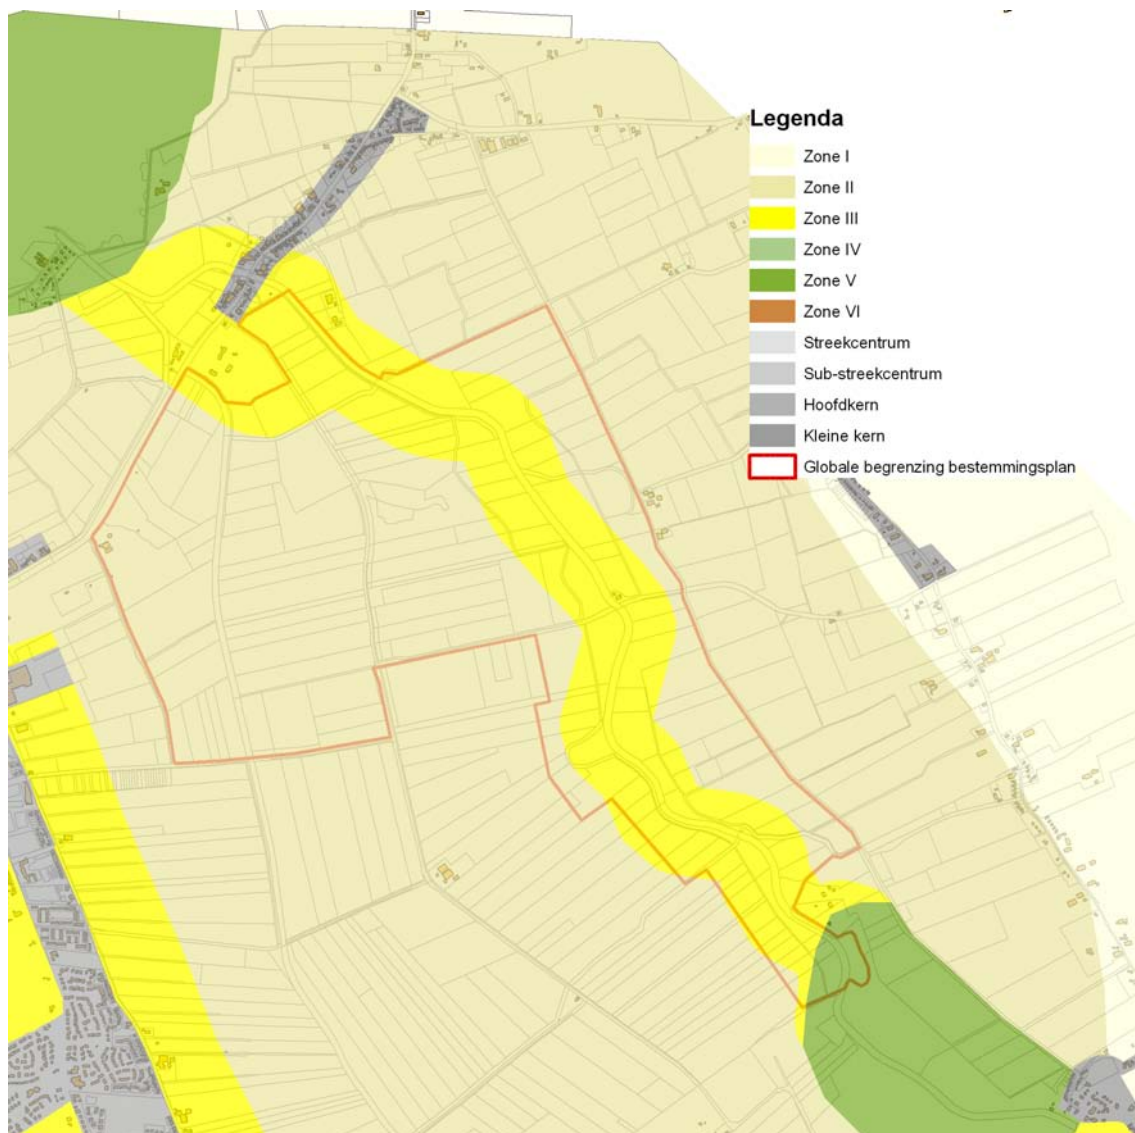 Legenda
Zone I
Zone II
Zone III
Zone IV
Zone V
Zone VI
Streekcentrum
Sub-streekcentrum
Hoofdkern
Kleine kern
Globale begrenzing bestemmingsplan